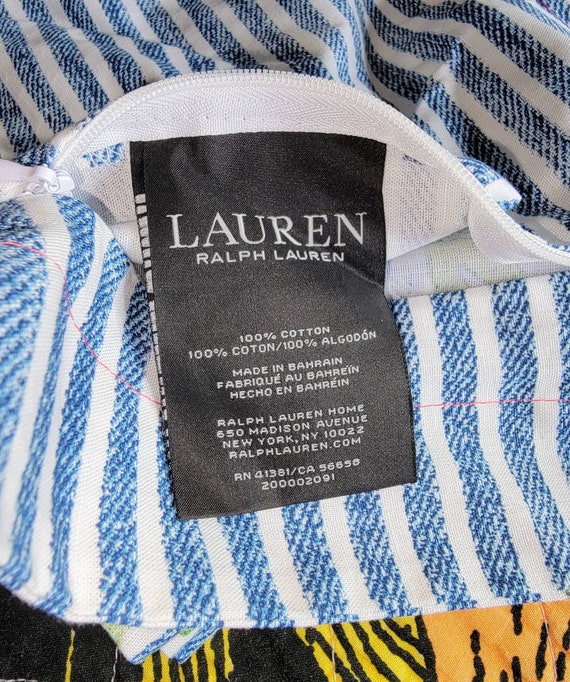 LAUREN
RALPH LAUREN
100% COTTON
100% COTON/100% ALGODÓN
MADE IN BAHRAIN
FABRIQUÉ AU BAHREÏN
HECHO EN BAHRÉIN
RALPH LAUREN HOME
650 MADISON AVENUE
NEW YORK, NY 10022
RALPHLAUREN.COM
RN 41381/CA 56658
200002091